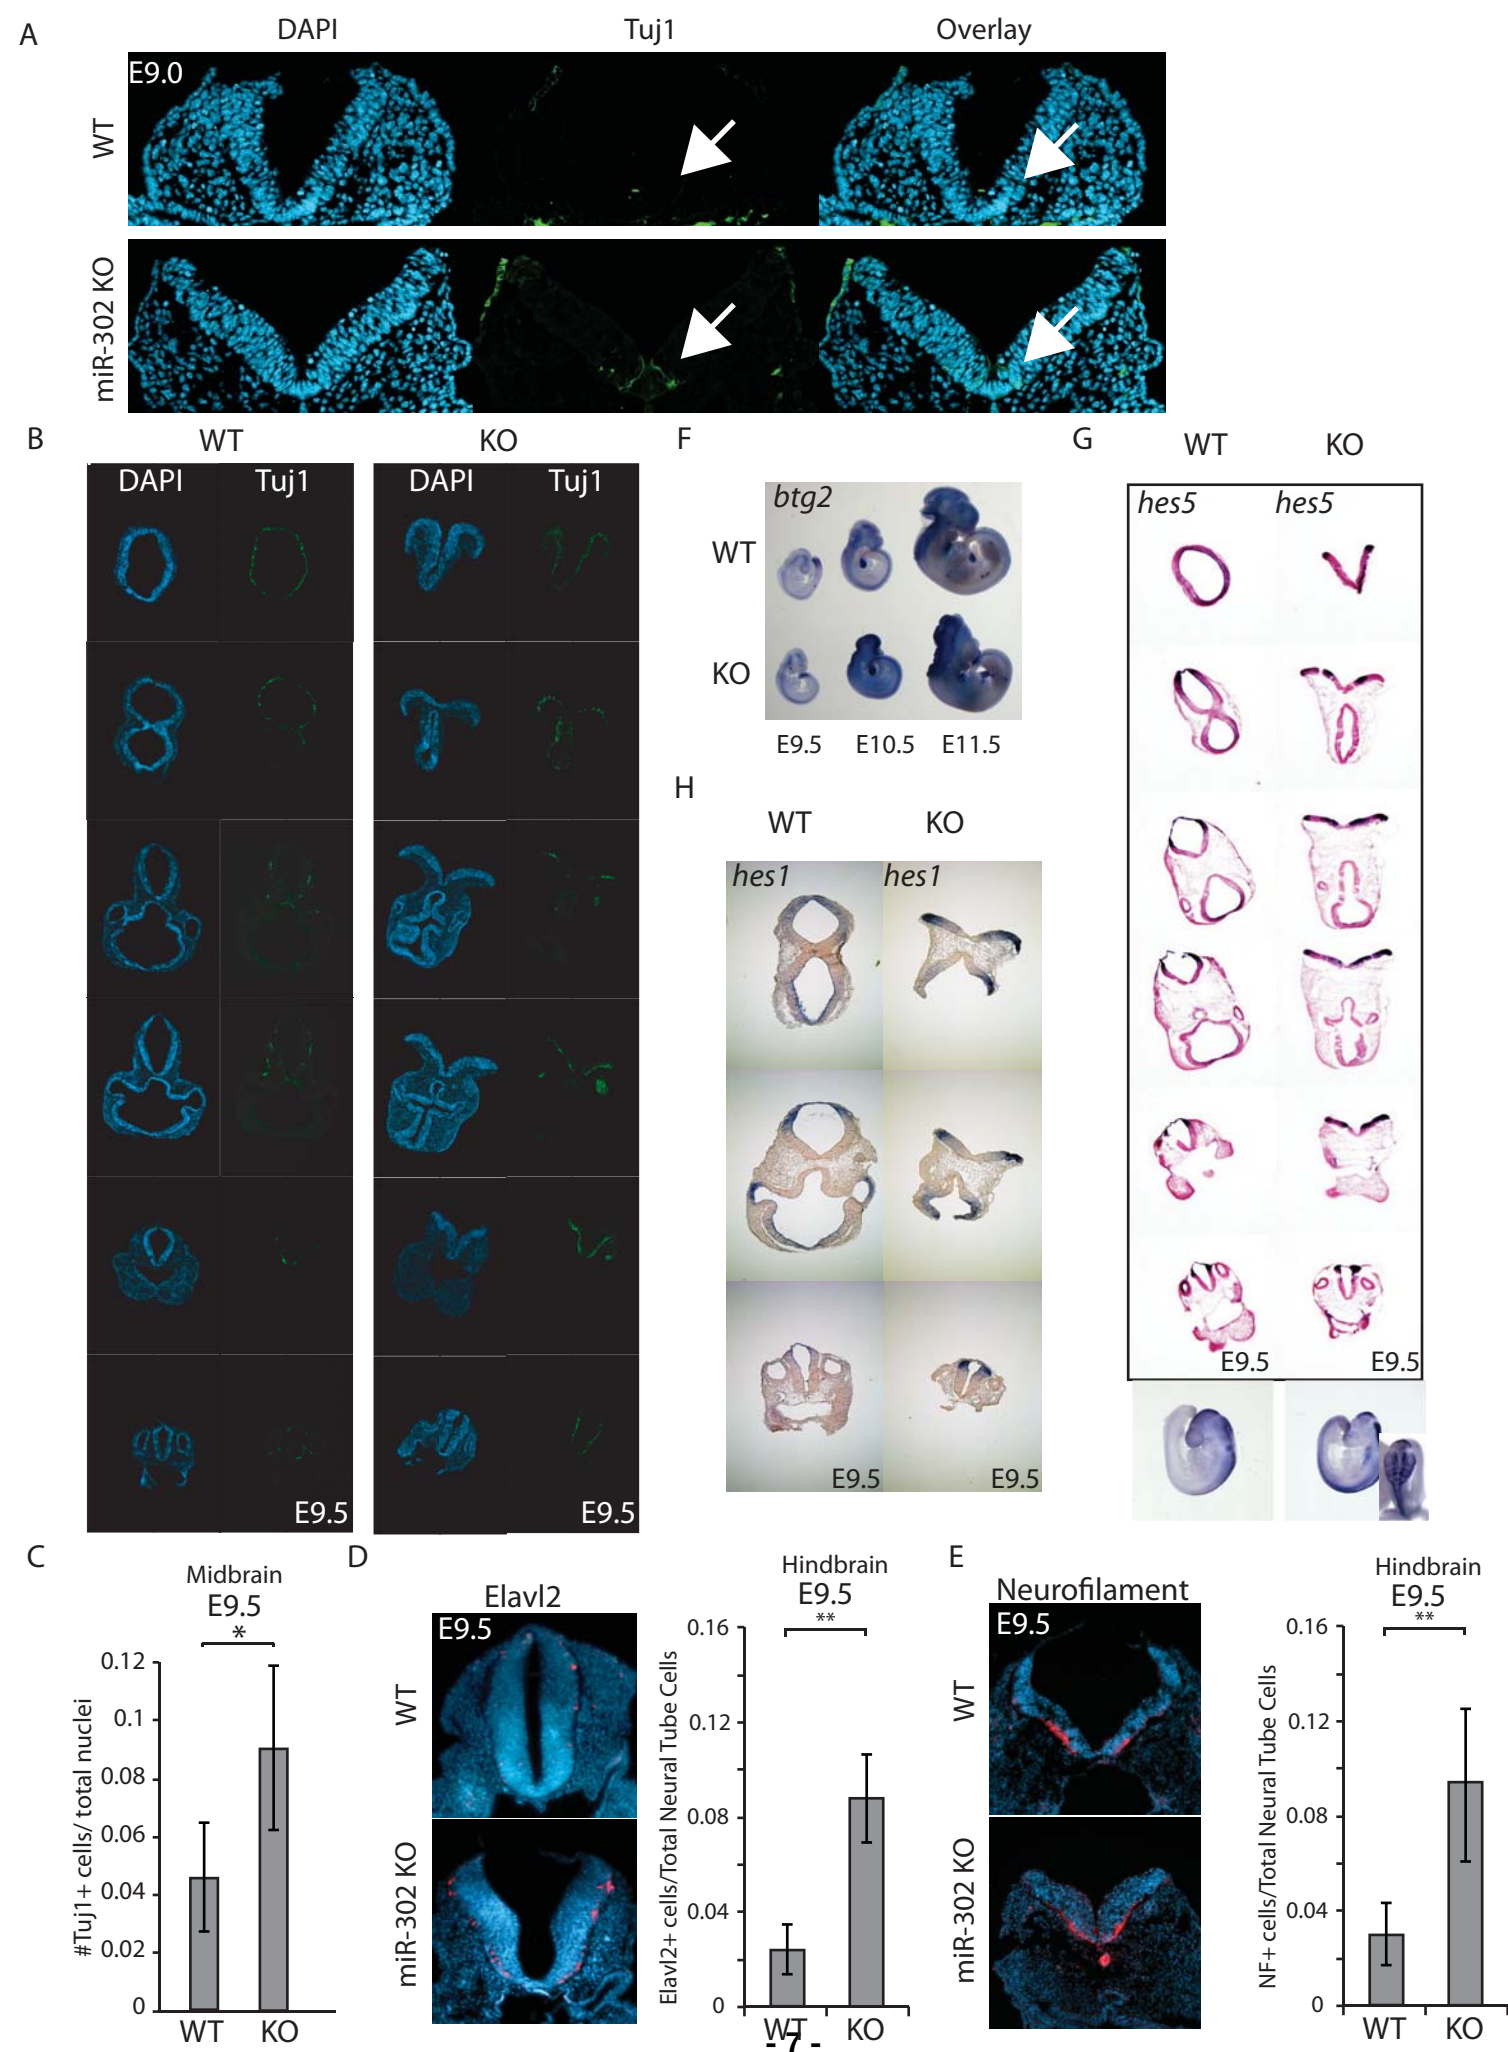 A
DAPI
Tuj1
Overlay
E9.0
WT
miR-302 KO
B
WT
KO
DAPI
Tuj1
DAPI
Tuj1
E9.5
E9.5
F
btg2
WT
KO
E9.5
E10.5
E11.5
G
WT
KO
hes5
hes5
E9.5
E9.5
H
WT
KO
hes1
hes1
E9.5
E9.5
C
Midbrain
E9.5
*
#Tuj1+ cells/ total nuclei
0.12
0.1
0.08
0.06
0.04
0.02
0
WT
KO
D
Elavl2
E9.5
WT
miR-302 KO
Hindbrain
E9.5
**
Elavl2+ cells/Total Neural Tube Cells
0.16
0.12
0.08
0.04
0
WT
KO
E
Neurofilament
E9.5
WT
miR-302 KO
Hindbrain
E9.5
**
NF+ cells/Total Neural Tube Cells
0.16
0.12
0.08
0.04
0
WT
KO
- 7 -